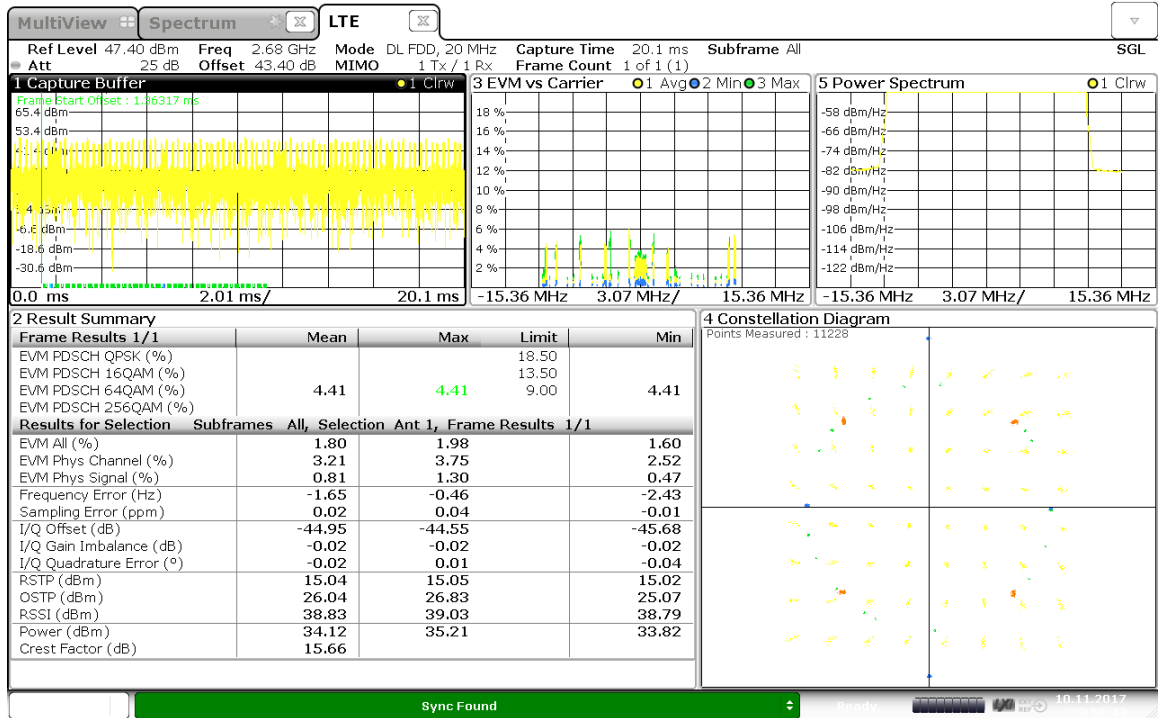 MultiView Spectrum LTE
Ref Level 47.40 dBm Freq 2.68 GHz Mode DL FDD, 20 MHz Capture Time 20.1 ms Subframe All SGL
Att 25 dB Offset 43.40 dB MIMO 1 Tx / 1 Rx Frame Count 1 of 1 (1)
1 Capture Buffer 1 Clrw
Frame Start Offset : 1.86317 ms
65.4 dBm
53.4 dBm
-6.6 dBm
-18.6 dBm
-30.6 dBm
0.0 ms 2.01 ms/ 20.1 ms
3 EVM vs Carrier 1 Avg 2 Min 3 Max
18 %
16 %
14 %
12 %
10 %
8 %
6 %
4 %
2 %
-15.36 MHz 3.07 MHz/ 15.36 MHz
5 Power Spectrum 1 Clrw
-58 dBm/Hz
-66 dBm/Hz
-74 dBm/Hz
-82 dBm/Hz
-90 dBm/Hz
-98 dBm/Hz
-106 dBm/Hz
-114 dBm/Hz
-122 dBm/Hz
-15.36 MHz 3.07 MHz/ 15.36 MHz
2 Result Summary
Frame Results 1/1 Mean Max Limit Min
EVM PDSCH QPSK (%) 18.50
EVM PDSCH 16QAM (%) 13.50
EVM PDSCH 64QAM (%) 4.41 4.41 9.00 4.41
EVM PDSCH 256QAM (%)
Results for Selection Subframes All, Selection Ant 1, Frame Results 1/1
EVM All (%) 1.80 1.98 1.60
EVM Phys Channel (%) 3.21 3.75 2.52
EVM Phys Signal (%) 0.81 1.30 0.47
Frequency Error (Hz) -1.65 -0.46 -2.43
Sampling Error (ppm) 0.02 0.04 -0.01
I/Q Offset (dB) -44.95 -44.55 -45.68
I/Q Gain Imbalance (dB) -0.02 -0.02 -0.02
I/Q Quadrature Error (º) -0.02 0.01 -0.04
RSTP (dBm) 15.04 15.05 15.02
OSTP (dBm) 26.04 26.83 25.07
RSSI (dBm) 38.83 39.03 38.79
Power (dBm) 34.12 35.21 33.82
Crest Factor (dB) 15.66
4 Constellation Diagram
Points Measured : 11228
Sync Found
Ready
LXI EXT REF 10.11.2017